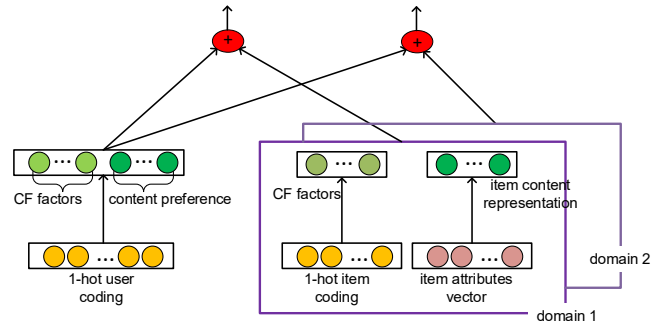 + +
... ... ... ...
CF factors content preference
CF factors
item content
representation
... ... ...
1-hot user
coding
1-hot item
coding
item attributes
vector
domain 2
domain 1